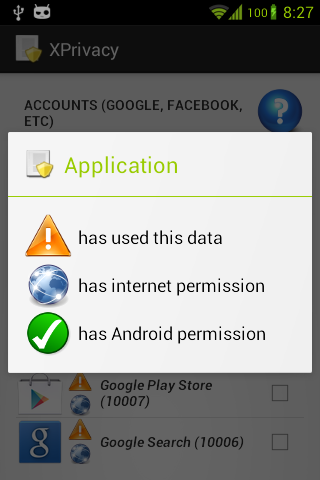 100 8:27
XPrivacy
ACCOUNTS (GOOGLE, FACEBOOK,
ETC)
Application
has used this data
has internet permission
has Android permission
Google Play Store
(10007)
Google Search (10006)